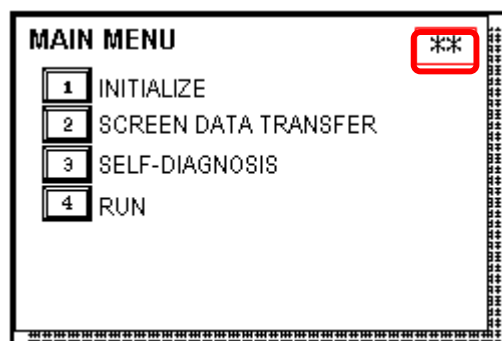 MAIN MENU **
1 INITIALIZE
2 SCREEN DATA TRANSFER
3 SELF-DIAGNOSIS
4 RUN